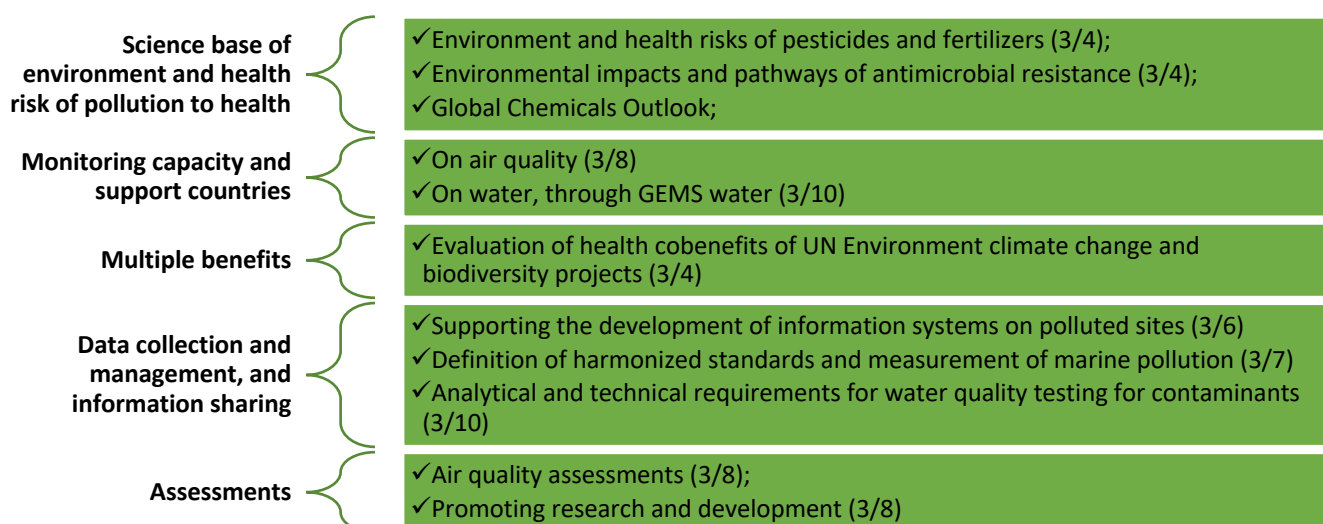 Science base of
environment and health
risk of pollution to health
✓Environment and health risks of pesticides and fertilizers (3/4);
✓Environmental impacts and pathways of antimicrobial resistance (3/4);
✓Global Chemicals Outlook;
Monitoring capacity and
support countries
✓On air quality (3/8)
✓On water, through GEMS water (3/10)
Multiple benefits
✓Evaluation of health cobenefits of UN Environment climate change and
biodiversity projects (3/4)
Data collection and
management, and
information sharing
✓Supporting the development of information systems on polluted sites (3/6)
✓Definition of harmonized standards and measurement of marine pollution (3/7)
✓Analytical and technical requirements for water quality testing for contaminants
(3/10)
Assessments
✓Air quality assessments (3/8);
✓Promoting research and development (3/8)